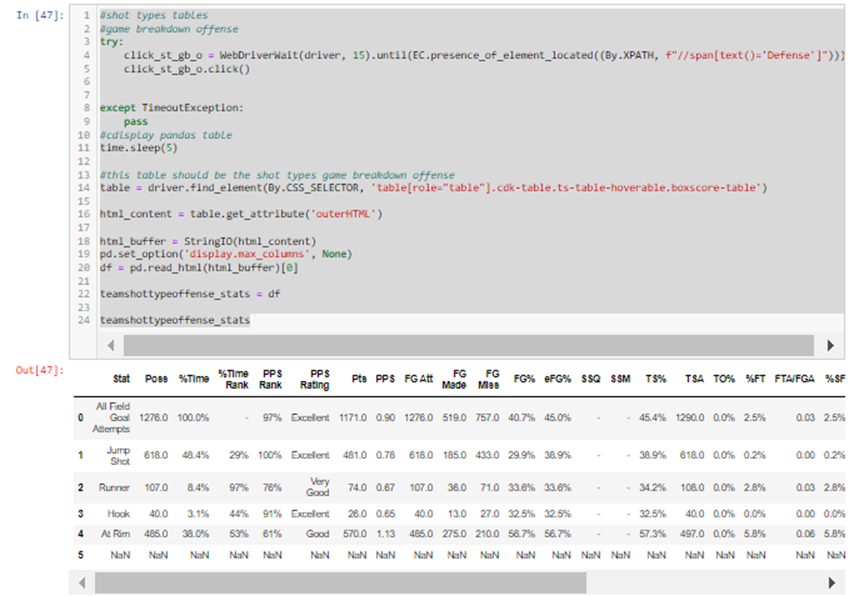 In [47]:
1 #shot types tables
2 #game breakdown offense
3 try:
4 click_st_gb_o = WebDriverWait(driver, 15).until(EC.presence_of_element_located((By.XPATH, f"//span[text()='Defense']")))
5 click_st_gb_o.click()
6
7
8 except TimeoutException:
9 pass
10 #cdisplay pandas table
11 time.sleep(5)
12
13 #this table should be the shot types game breakdown offense
14 table = driver.find_element(By.CSS_SELECTOR, 'table[role="table"].cdk-table.ts-table-hoverable.boxscore-table')
15
16 html_content = table.get_attribute('outerHTML')
17
18 html_buffer = StringIO(html_content)
19 pd.set_option('display.max_columns', None)
20 df = pd.read_html(html_buffer)[0]
21
22 teamshottypeoffense_stats = df
23
24 teamshottypeoffense_stats
Out[47]:
Stat Poss %Time %Time Rank PPS Rank PPS Rating Pts PPS FG Att FG Made FG Miss FG% eFG% SSQ SSM TS% TSA TO% %FT FTA/FGA %SF
0 All Field Goal Attempts 1276.0 100.0% - 97% Excellent 1171.0 0.90 1276.0 519.0 757.0 40.7% 45.0% - - 45.4% 1290.0 0.0% 2.5% 0.03 2.5%
1 Jump Shot 618.0 48.4% 29% 100% Excellent 481.0 0.78 618.0 185.0 433.0 29.9% 38.9% - - 38.9% 618.0 0.0% 0.2% 0.00 0.2%
2 Runner 107.0 8.4% 97% 76% Very Good 74.0 0.67 107.0 36.0 71.0 33.6% 33.6% - - 34.2% 108.0 0.0% 2.8% 0.03 2.8%
3 Hook 40.0 3.1% 44% 91% Excellent 26.0 0.65 40.0 13.0 27.0 32.5% 32.5% - - 32.5% 40.0 0.0% 0.0% 0.00 0.0%
4 At Rim 485.0 38.0% 53% 61% Good 570.0 1.13 485.0 275.0 210.0 56.7% 56.7% - - 57.3% 497.0 0.0% 5.8% 0.06 5.8%
5 NaN NaN NaN NaN NaN NaN NaN NaN NaN NaN NaN NaN NaN NaN NaN NaN NaN NaN NaN NaN NaN